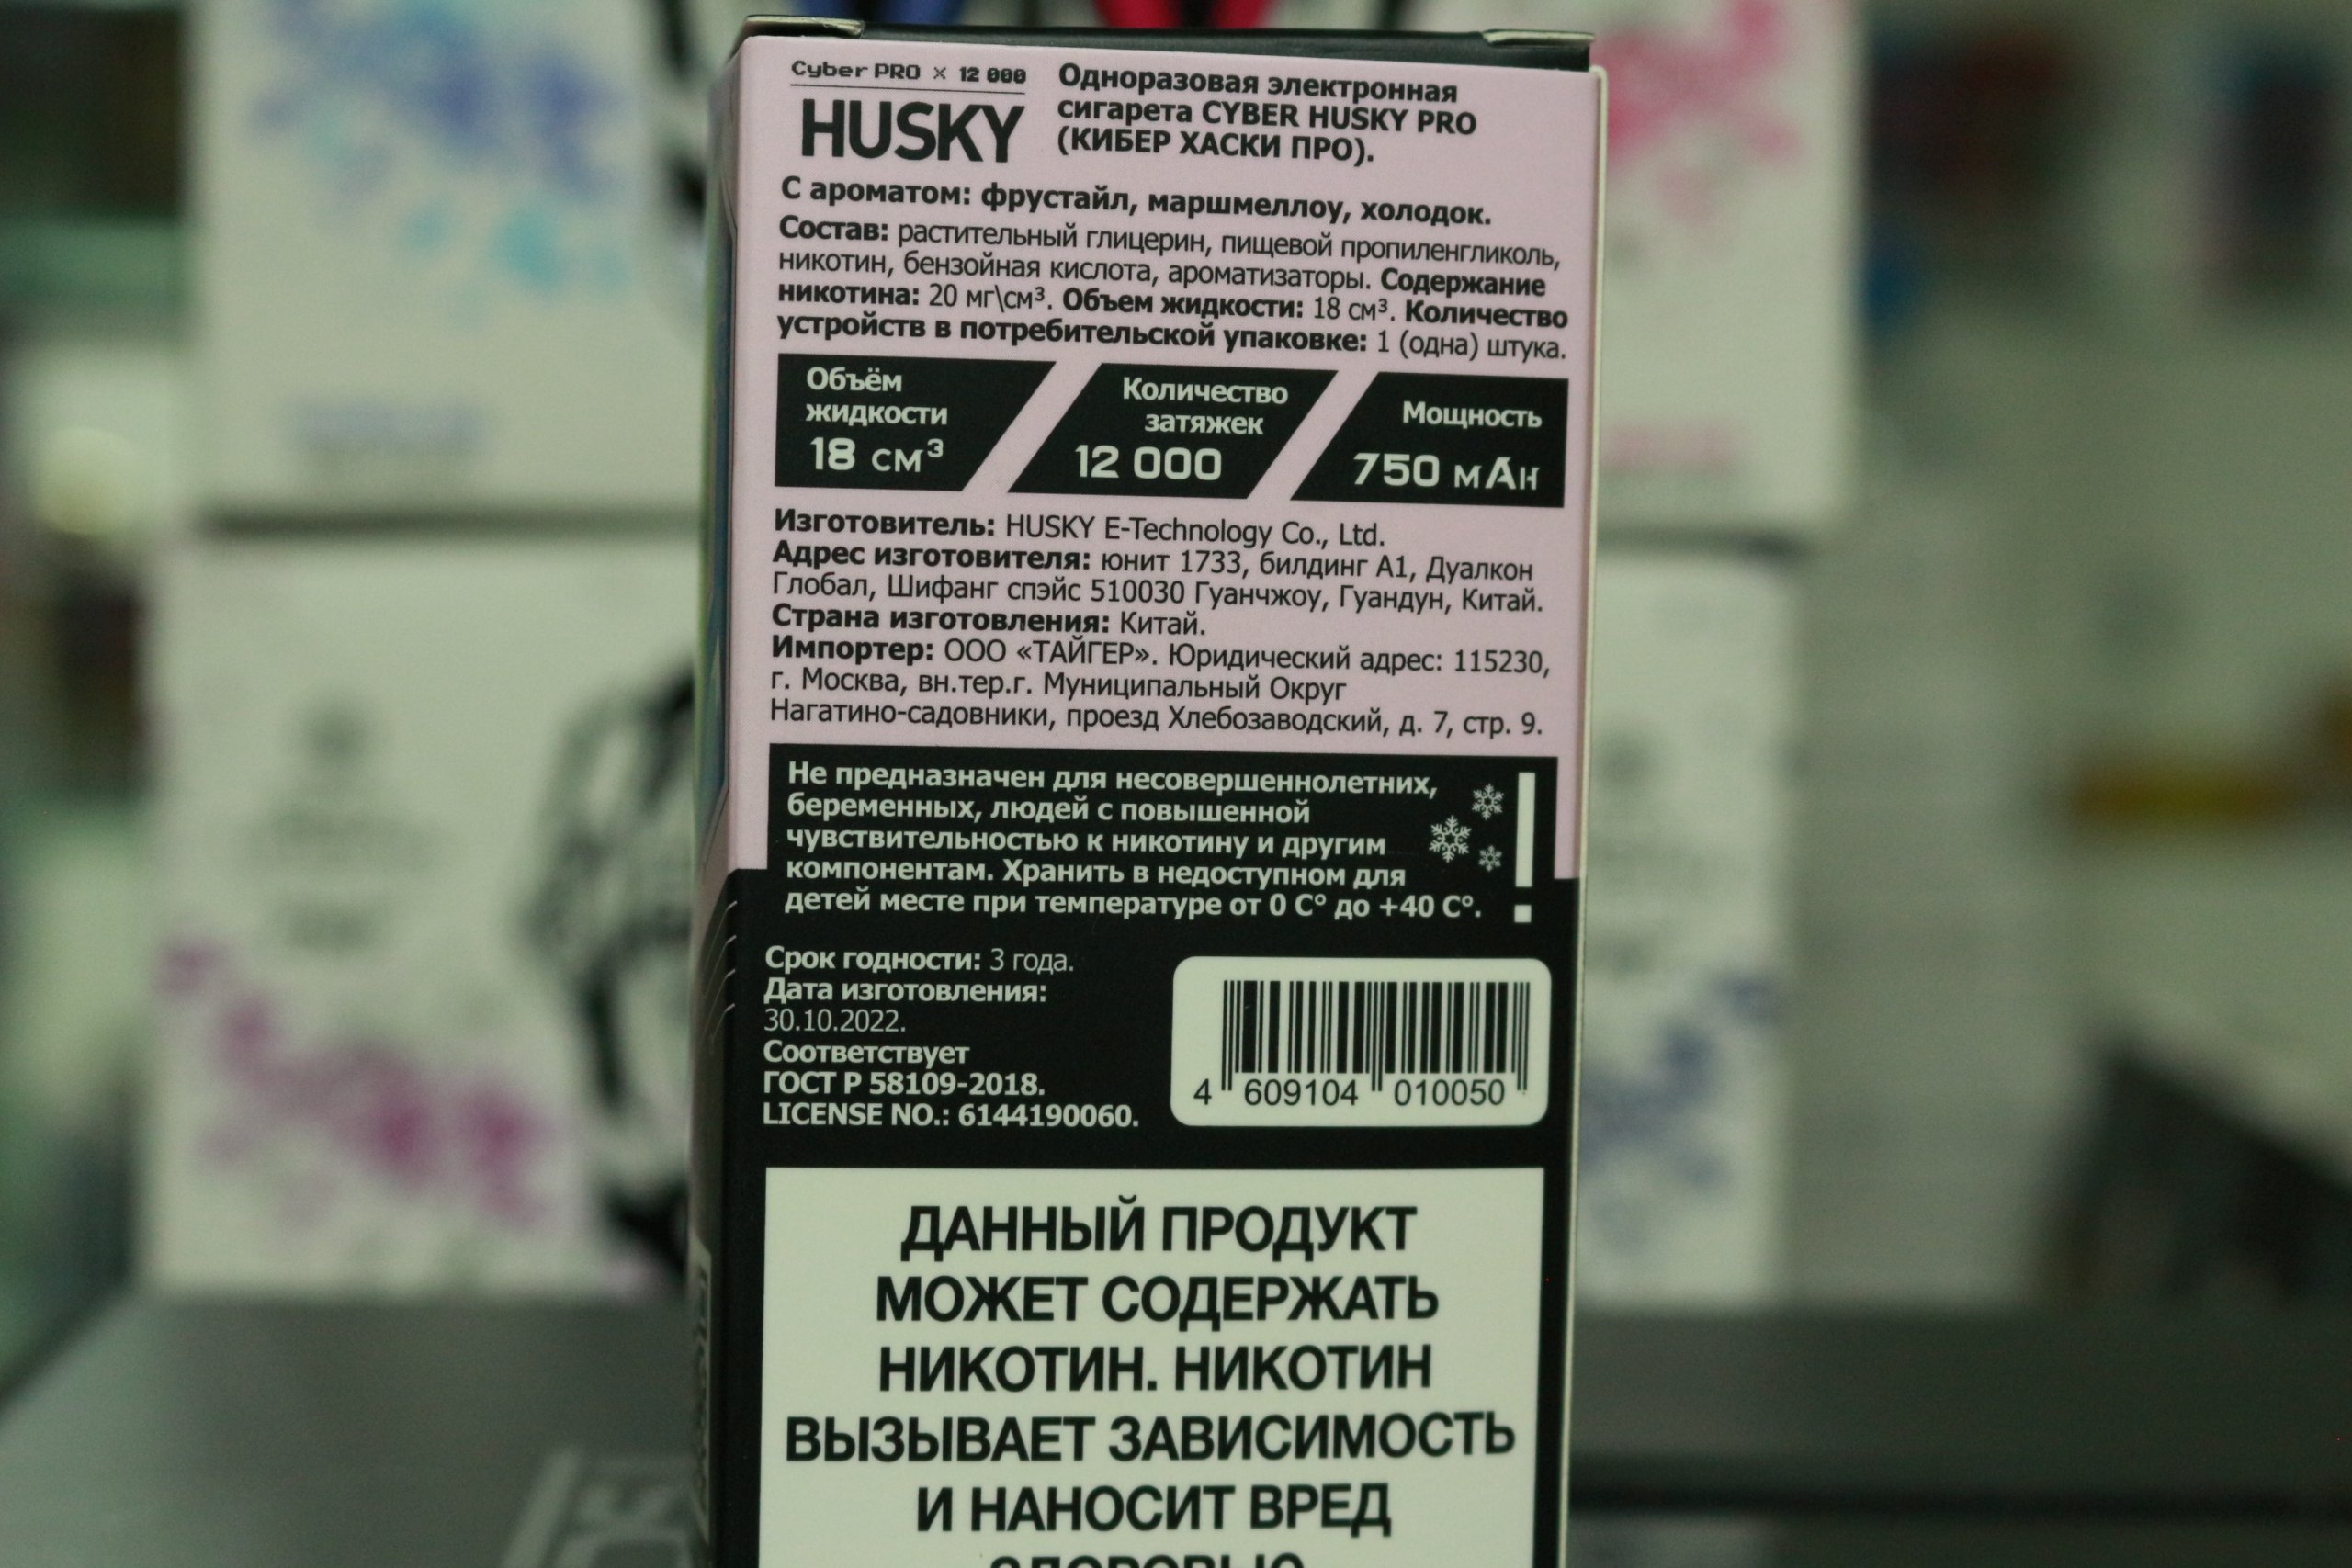 Cyber PRO × 12 000
HUSKY
Одноразовая электронная
сигарета CYBER HUSKY PRO
(КИБЕР ХАСКИ ПРО).
С ароматом: фрустайл, маршмеллоу, холодок.
Состав: растительный глицерин, пищевой пропиленгликоль,
никотин, бензойная кислота, ароматизаторы. Содержание
никотина: 20 мг\см³. Объем жидкости: 18 см³. Количество
устройств в потребительской упаковке: 1 (одна) штука.
Объём
жидкости
18 см³
Количество
затяжек
12 000
Мощность
750 мАн
Изготовитель: HUSKY E-Technology Co., Ltd.
Адрес изготовителя: юнит 1733, билдинг А1, Дуалкон
Глобал, Шифанг спэйс 510030 Гуанчжоу, Гуандун, Китай.
Страна изготовления: Китай.
Импортер: ООО «ТАЙГЕР». Юридический адрес: 115230,
г. Москва, вн.тер.г. Муниципальный Округ
Нагатино-садовники, проезд Хлебозаводский, д. 7, стр. 9.
Не предназначен для несовершеннолетних,
беременных, людей с повышенной
чувствительностью к никотину и другим
компонентам. Хранить в недоступном для
детей месте при температуре от 0 С° до +40 С°.
!
Срок годности: 3 года.
Дата изготовления:
30.10.2022.
Соответствует
ГОСТ Р 58109-2018.
LICENSE NO.: 6144190060.
4 609104 010050
ДАННЫЙ ПРОДУКТ
МОЖЕТ СОДЕРЖАТЬ
НИКОТИН. НИКОТИН
ВЫЗЫВАЕТ ЗАВИСИМОСТЬ
И НАНОСИТ ВРЕД
ЗДОРОВЬЮ